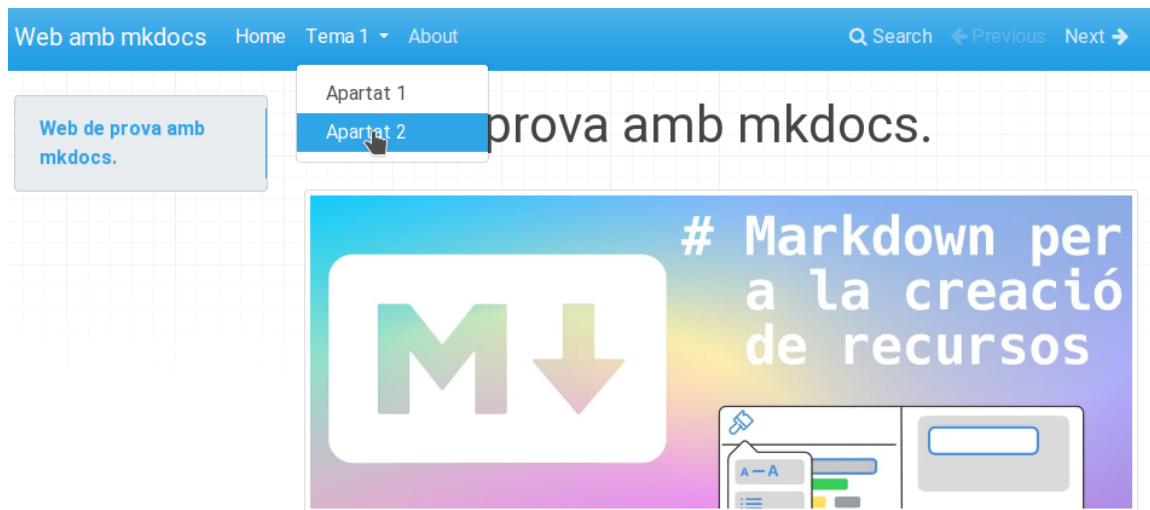 Web amb mkdocs Home Tema 1 About Search Previous Next
Apartat 1
Apartat 2
Web de prova amb
mkdocs.
prova amb mkdocs.
# Markdown per
a la creació
de recursos
M
A — A